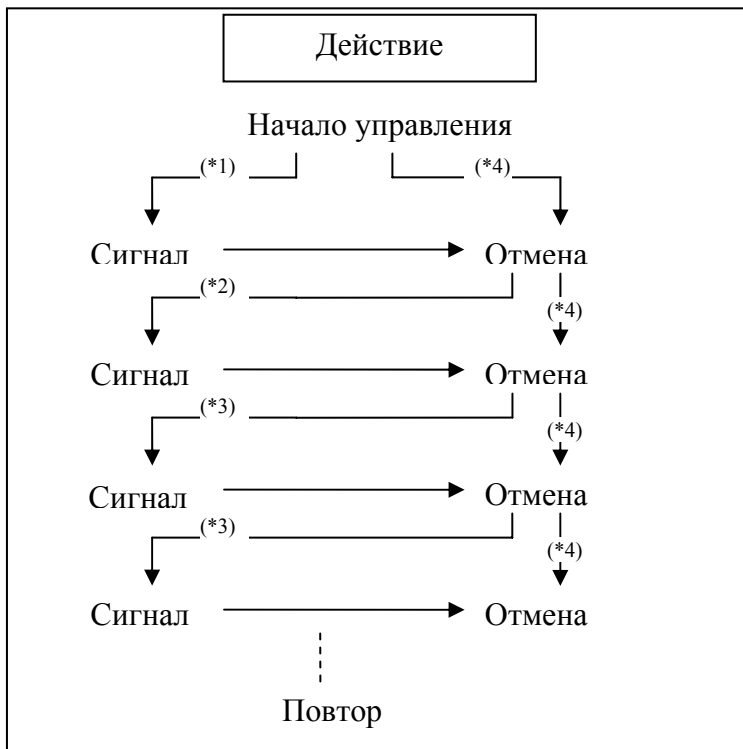 Действие
Начало управления
(*1) (*4)
Сигнал Отмена
(*2) (*4)
Сигнал Отмена
(*3) (*4)
Сигнал Отмена
(*3) (*4)
Сигнал Отмена
Повтор